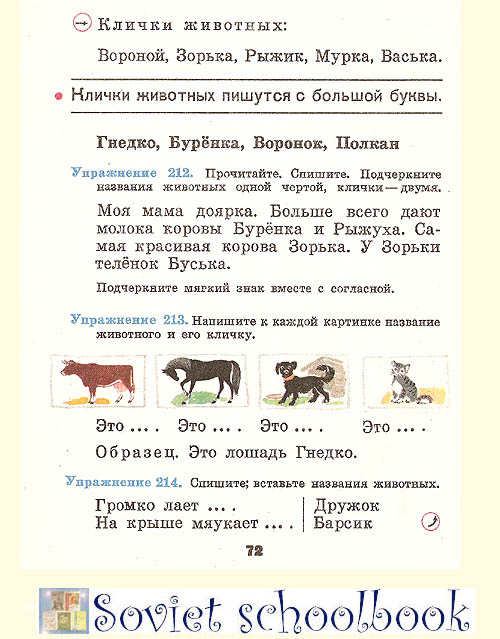 Клички животных:
Вороной, Зорька, Рыжик, Мурка, Васька.
Клички животных пишутся с большой буквы.
Гнедко, Бурёнка, Воронок, Полкан
Упражнение 212. Прочитайте. Спишите. Подчеркните
названия животных одной чертой, клички — двумя.
Моя мама доярка. Больше всего дают
молока коровы Бурёнка и Рыжуха. Са-
мая красивая корова Зорька. У Зорьки
телёнок Буська.
Подчеркните мягкий знак вместе с согласной.
Упражнение 213. Напишите к каждой картинке название
животного и его кличку.
Это ... . Это ... . Это ... . Это ... .
Образец. Это лошадь Гнедко.
Упражнение 214. Спишите; вставьте названия животных.
Громко лает ... . Дружок
На крыше мяукает ... . Барсик
72
Soviet schoolbook